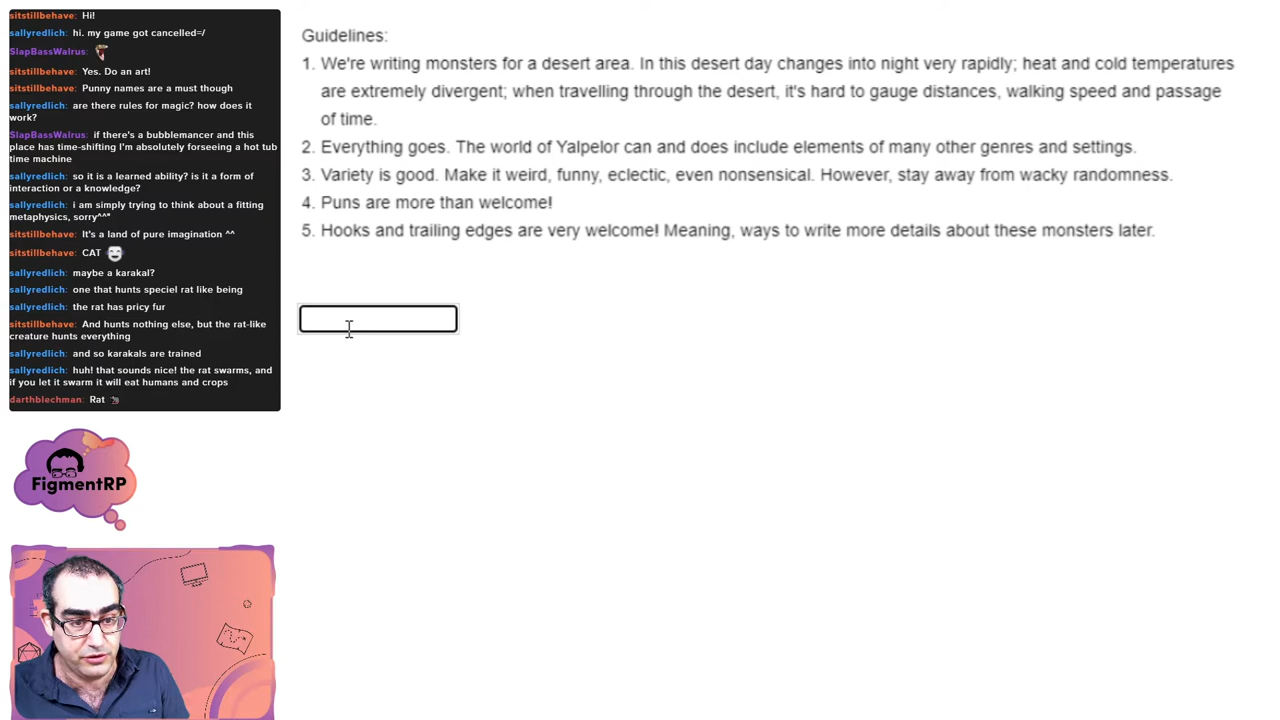 sitstillbehave: Hi!
sallyredlich: hi. my game got cancelled=/
SlapBassWalrus:
sitstillbehave: Yes. Do an art!
sitstillbehave: Punny names are a must though
sallyredlich: are there rules for magic? how does it
work?
SlapBassWalrus: if there's a bubblemancer and this
place has time-shifting I'm absolutely forseeing a hot tub
time machine
sallyredlich: so it is a learned ability? is it a form of
interaction or a knowledge?
sallyredlich: i am simply trying to think about a fitting
metaphysics, sorry^^"
sitstillbehave: It's a land of pure imagination ^^
sitstillbehave: CAT
sallyredlich: maybe a karakal?
sallyredlich: one that hunts speciel rat like being
sallyredlich: the rat has pricy fur
sitstillbehave: And hunts nothing else, but the rat-like
creature hunts everything
sallyredlich: and so karakals are trained
sallyredlich: huh! that sounds nice! the rat swarms, and
if you let it swarm it will eat humans and crops
darthblechman: Rat
FigmentRP
Guidelines:
1. We're writing monsters for a desert area. In this desert day changes into night very rapidly; heat and cold temperatures
are extremely divergent; when travelling through the desert, it's hard to gauge distances, walking speed and passage
of time.
2. Everything goes. The world of Yalpelor can and does include elements of many other genres and settings.
3. Variety is good. Make it weird, funny, eclectic, even nonsensical. However, stay away from wacky randomness.
4. Puns are more than welcome!
5. Hooks and trailing edges are very welcome! Meaning, ways to write more details about these monsters later.